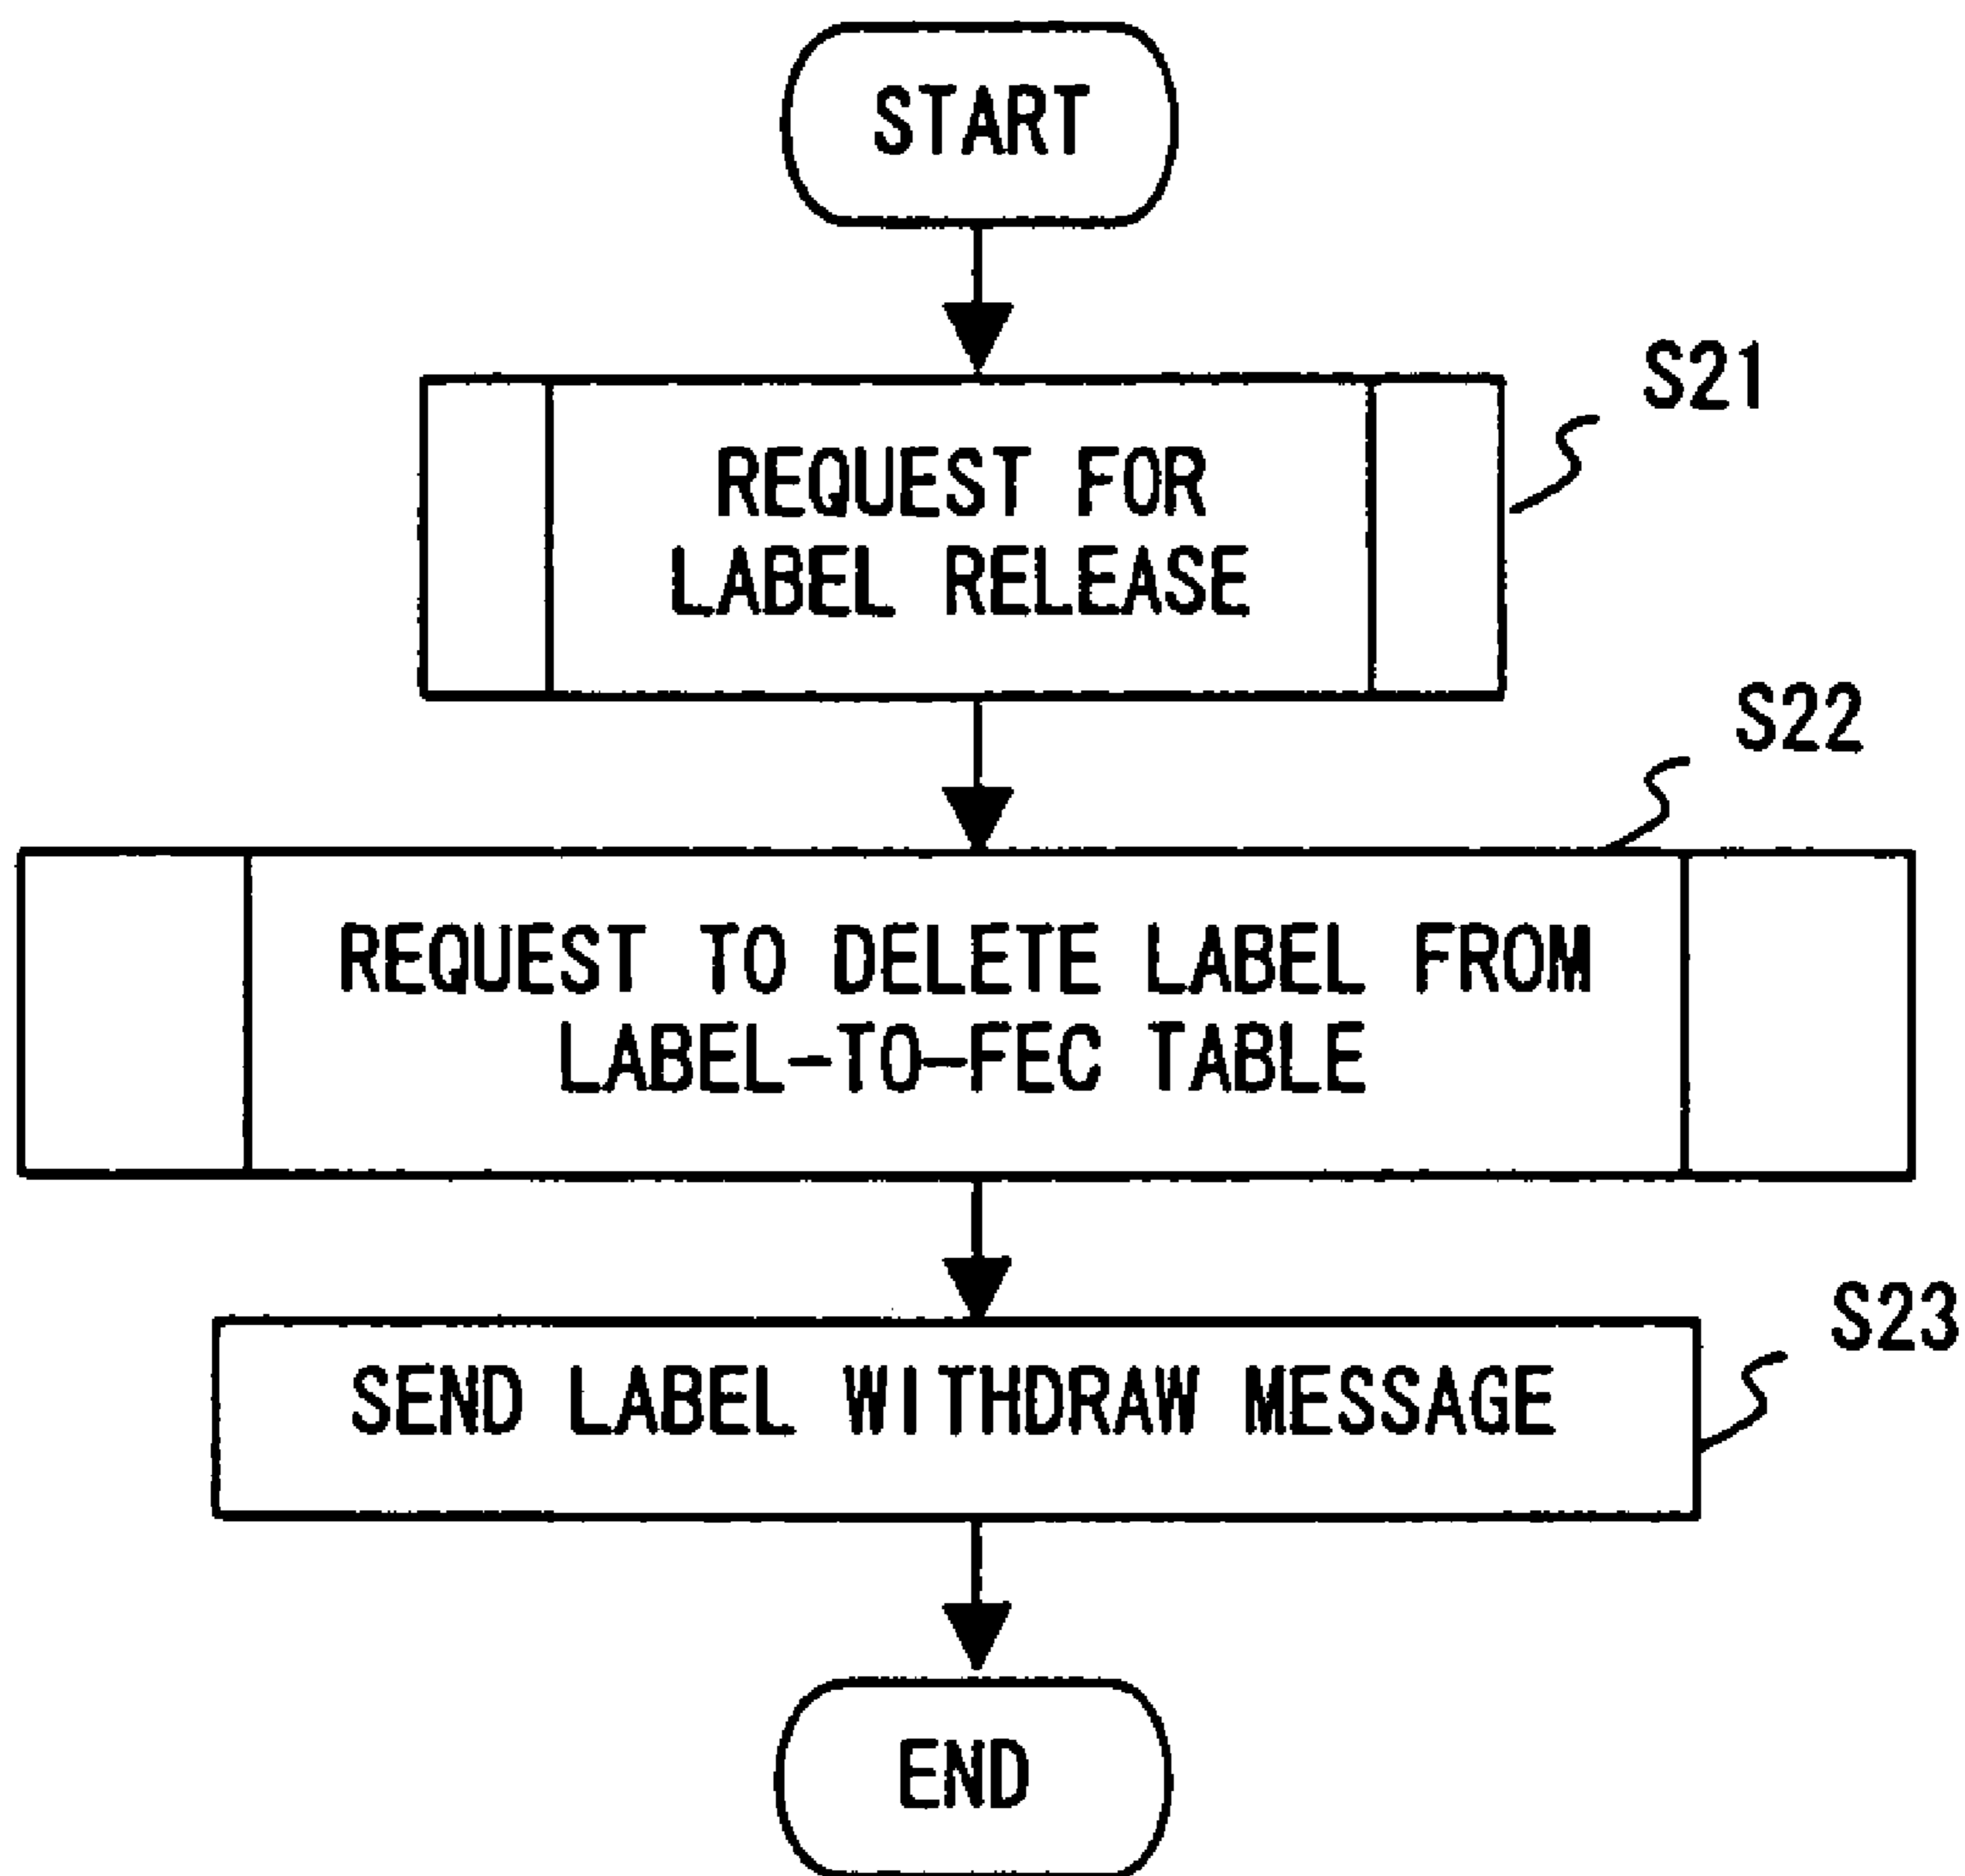 START
S21
REQUEST FOR
LABEL RELEASE
S22
REQUEST TO DELETE LABEL FROM
LABEL-TO-FEC TABLE
S23
SEND LABEL WITHDRAW MESSAGE
END